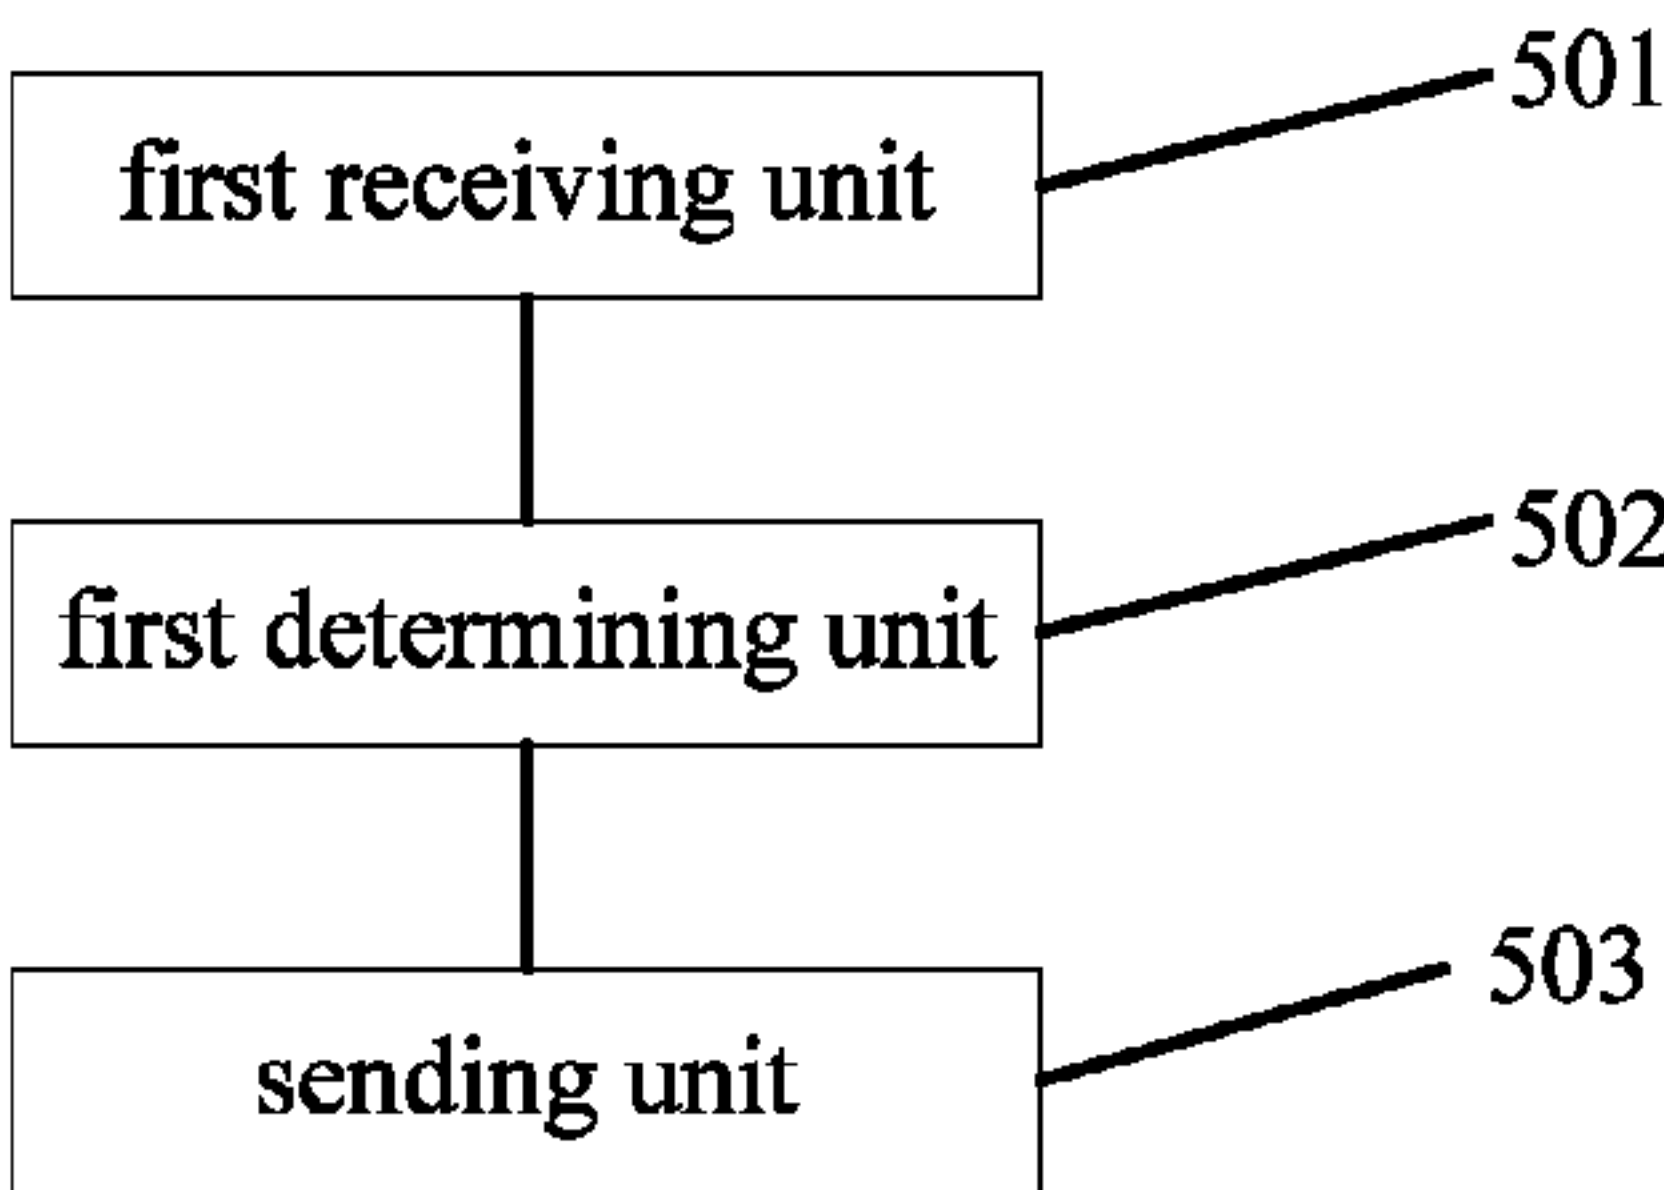 501
first receiving unit
502
first determining unit
503
sending unit